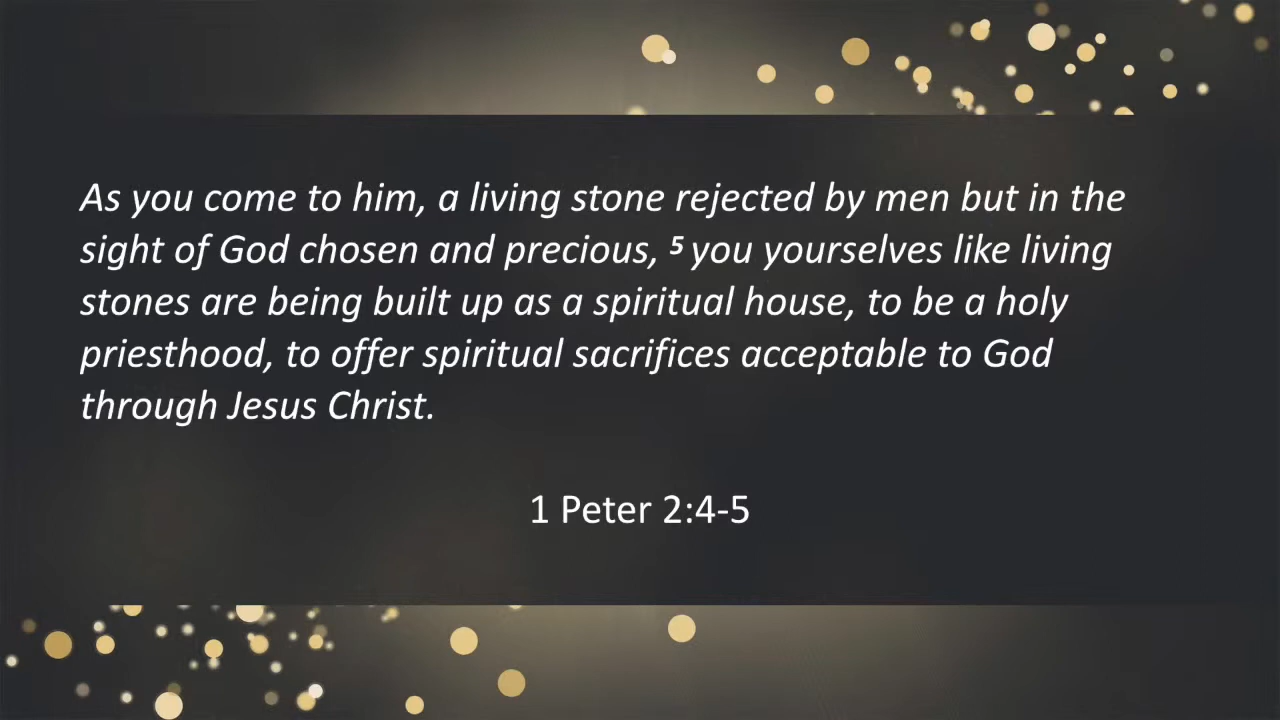 As you come to him, a living stone rejected by men but in the
sight of God chosen and precious, 5 you yourselves like living
stones are being built up as a spiritual house, to be a holy
priesthood, to offer spiritual sacrifices acceptable to God
through Jesus Christ.
1 Peter 2:4-5